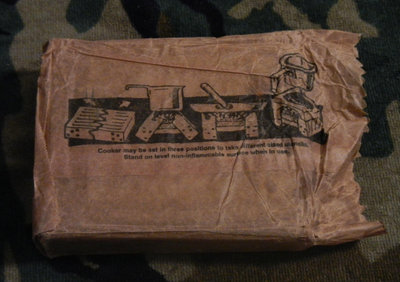 Cooker may be set in three positions to take different sized utensils.
Stand on level non-inflammable surface when in use.